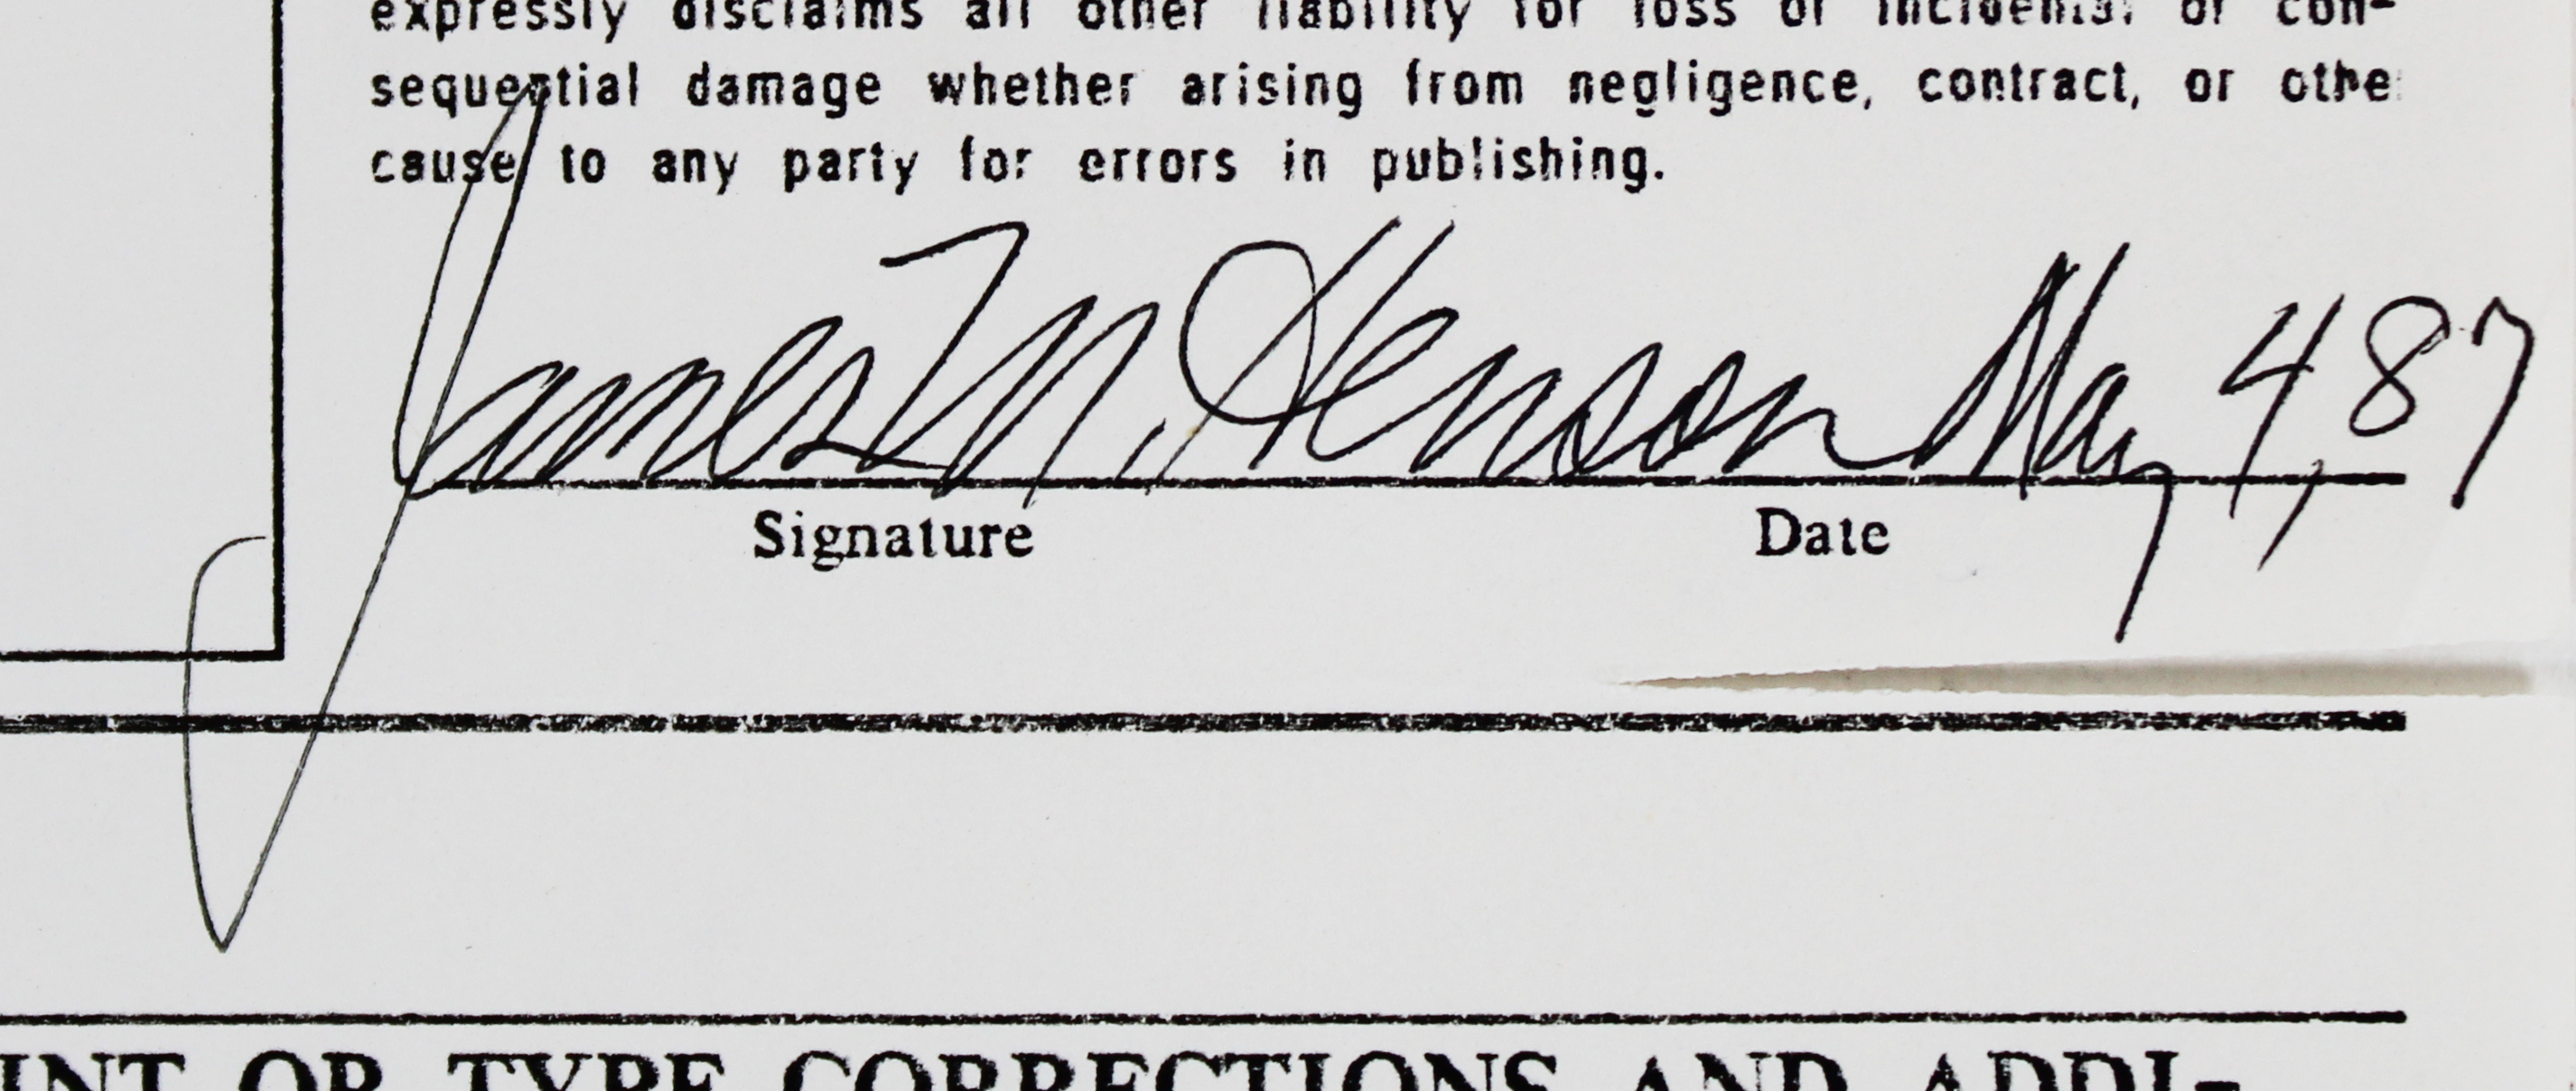 expressly disclaims all other liability for loss or incidental or con-
sequential damage whether arising from negligence, contract, or othe
cause to any party for errors in publishing.
James M. Henson May 4, 87
Signature Date
INT OR TYPE CORRECTIONS AND ADDI-